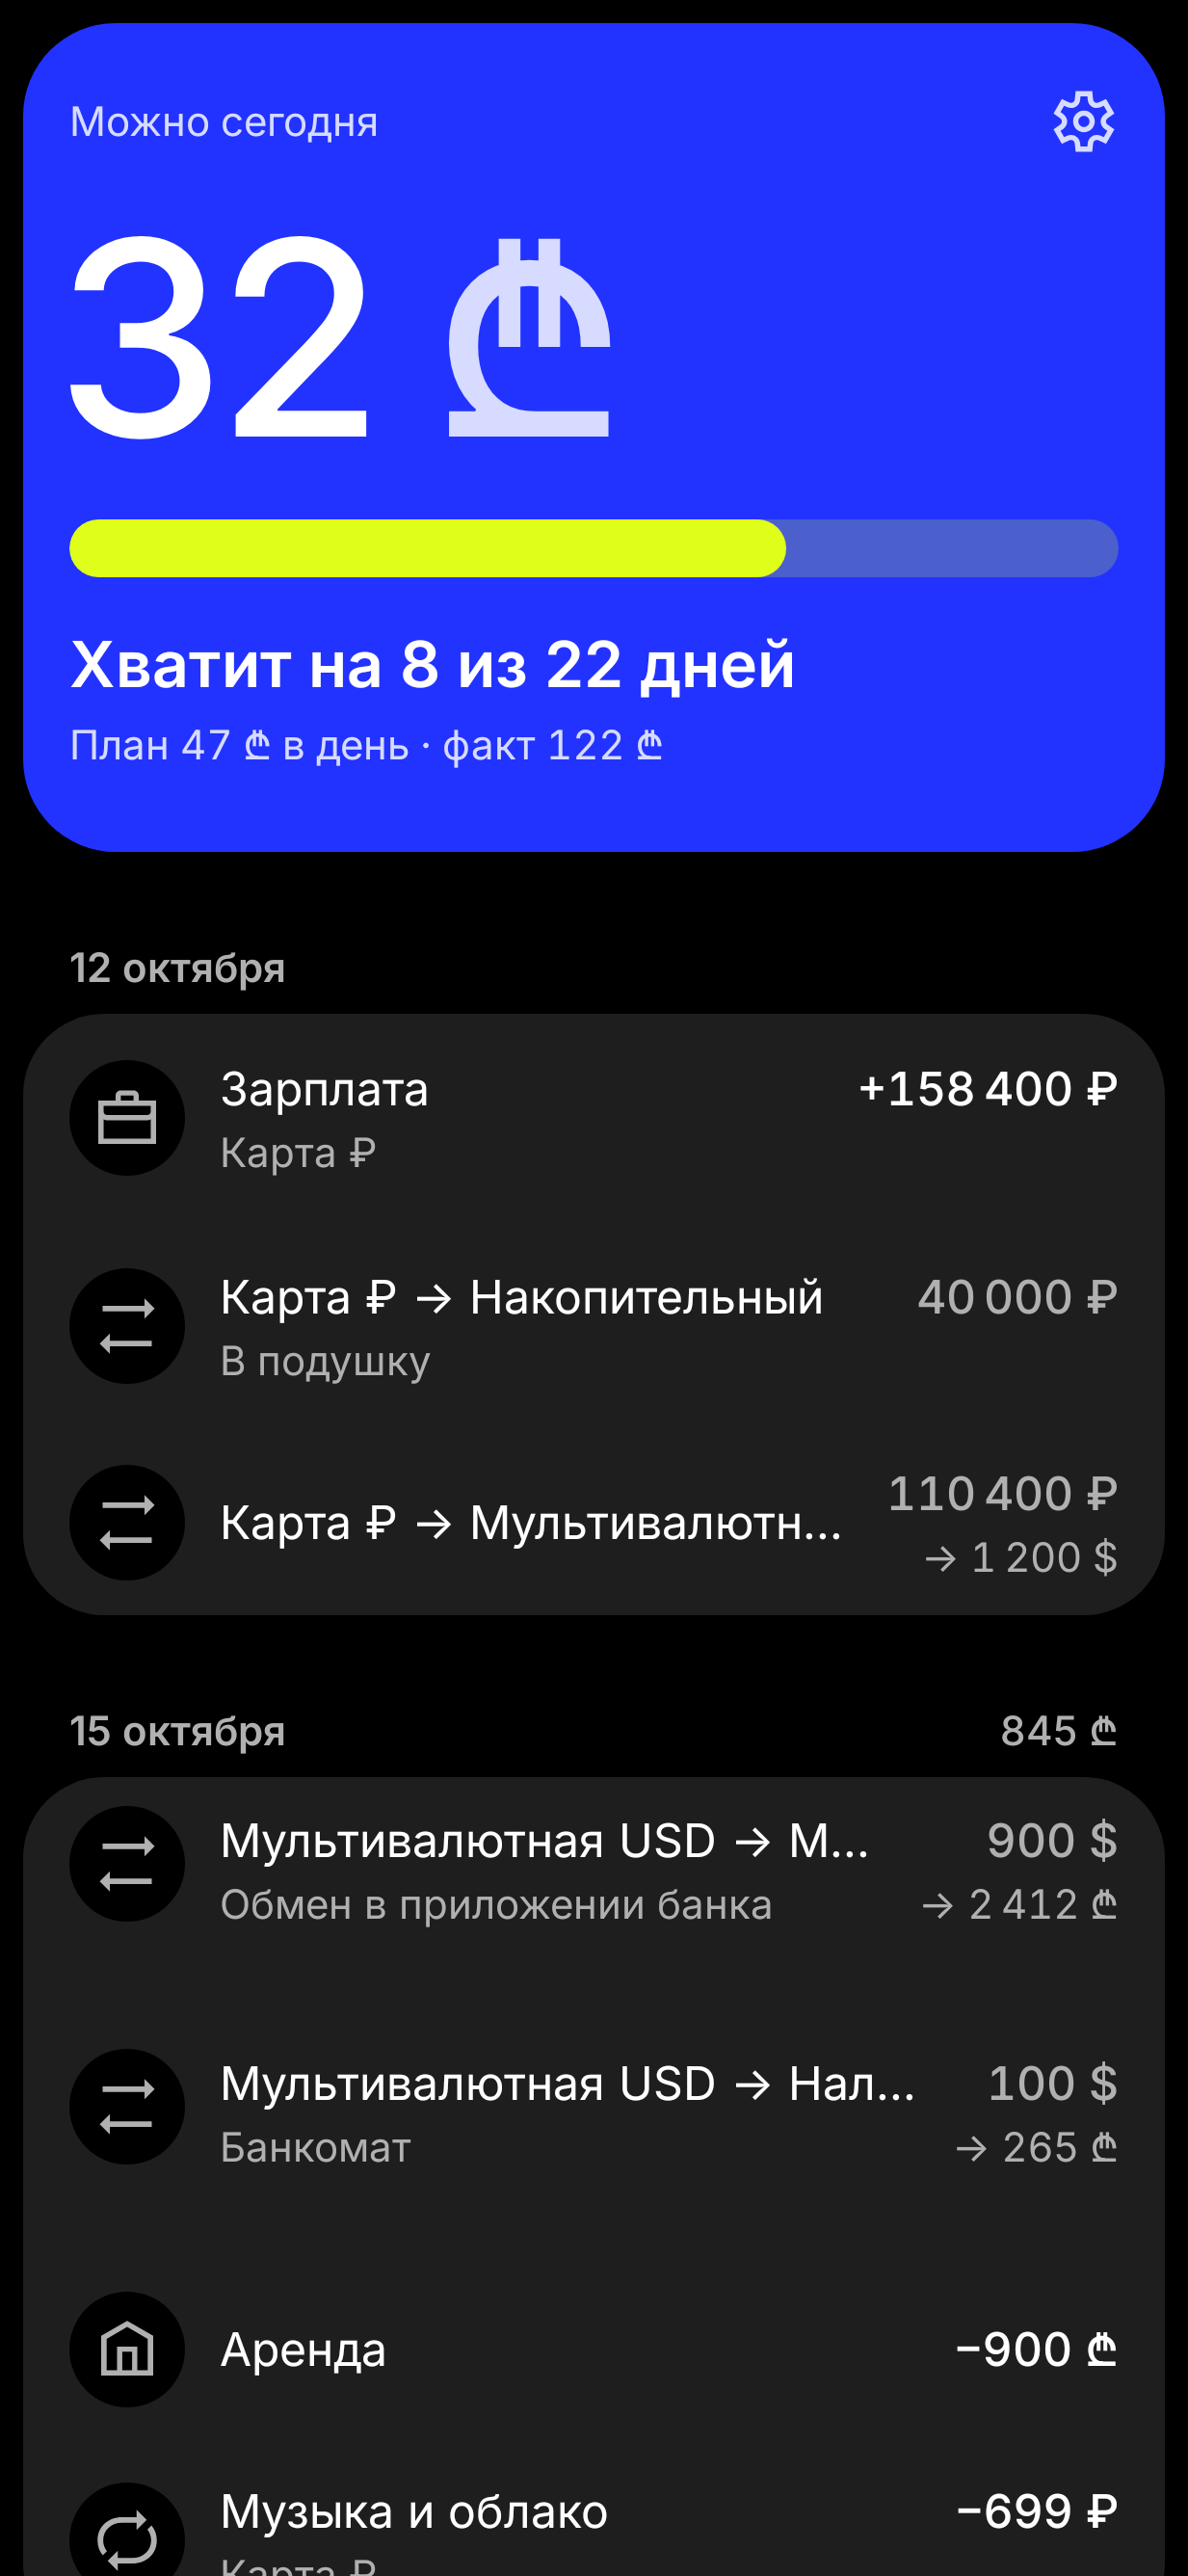 Можно сегодня
32 ₾
Хватит на 8 из 22 дней
План 47 ₾ в день · факт 122 ₾
12 октября
Зарплата +158 400 ₽
Карта ₽
Карта ₽ → Накопительный 40 000 ₽
В подушку
Карта ₽ → Мультивалютн... 110 400 ₽
→ 1 200 $
15 октября 845 ₾
Мультивалютная USD → М... 900 $
Обмен в приложении банка → 2 412 ₾
Мультивалютная USD → Нал... 100 $
Банкомат → 265 ₾
Аренда −900 ₾
Музыка и облако −699 ₽
Карта ₽